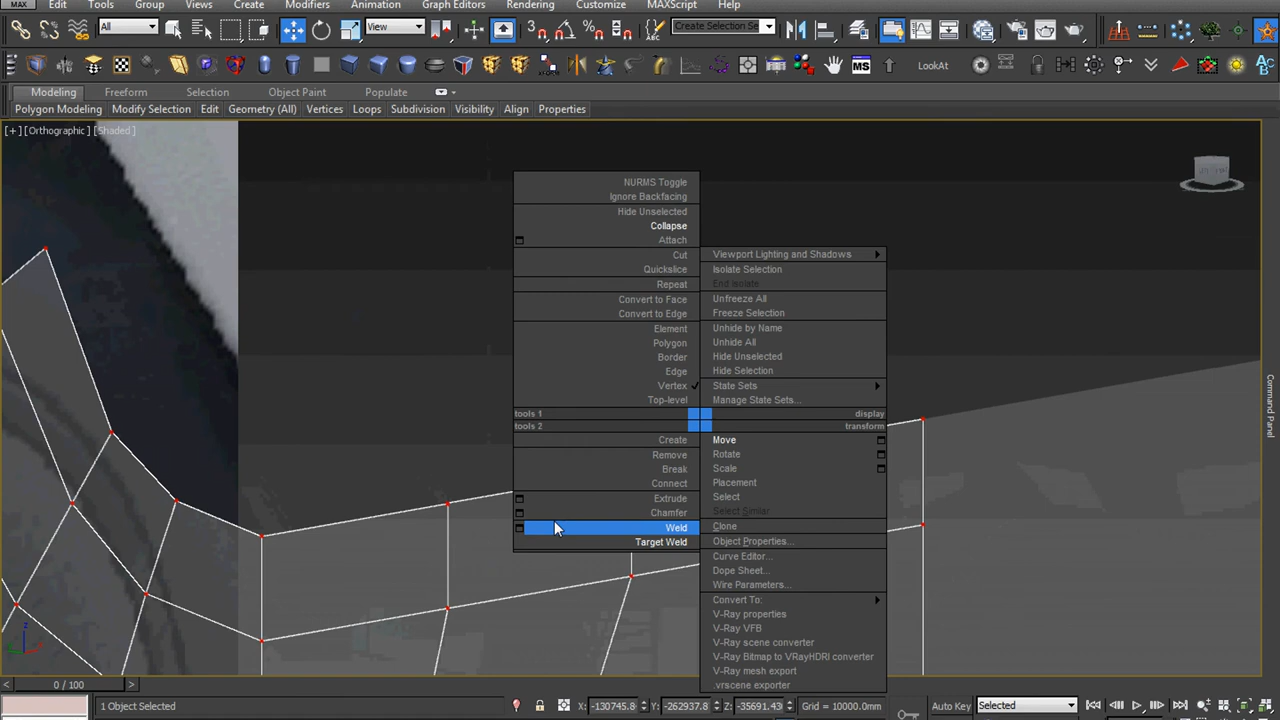 MAX Edit Tools Group Views Create Modifiers Animation Graph Editors Rendering Customize MAXScript Help
All View Create Selection Se
MS LookAt
Modeling Freeform Selection Object Paint Populate
Polygon Modeling Modify Selection Edit Geometry (All) Vertices Loops Subdivision Visibility Align Properties
[+] [Orthographic] [Shaded]
NURMS Toggle
Ignore Backfacing
Hide Unselected
Collapse
Attach
Cut
Quickslice
Repeat
Convert to Face
Convert to Edge
Element
Polygon
Border
Edge
Vertex
Top-level
tools 1
tools 2
Create
Remove
Break
Connect
Extrude
Chamfer
Weld
Target Weld
Viewport Lighting and Shadows
Isolate Selection
End Isolate
Unfreeze All
Freeze Selection
Unhide by Name
Unhide All
Hide Unselected
Hide Selection
State Sets
Manage State Sets...
display
transform
Move
Rotate
Scale
Placement
Select
Select Similar
Clone
Object Properties...
Curve Editor...
Dope Sheet...
Wire Parameters...
Convert To:
V-Ray properties
V-Ray VFB
V-Ray scene converter
V-Ray Bitmap to VRayHDRI converter
V-Ray mesh export
.vrscene exporter
Command Panel
z
< 0 / 100 >
1 Object Selected X: -130745.8 Y: -262937.8 Z: -35691.43 Grid = 10000.0mm Auto Key Selected